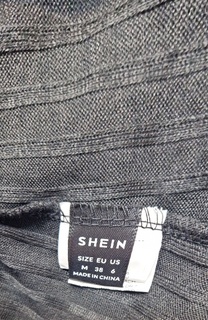 SHEIN
SIZE EU US
M 38 6
MADE IN CHINA